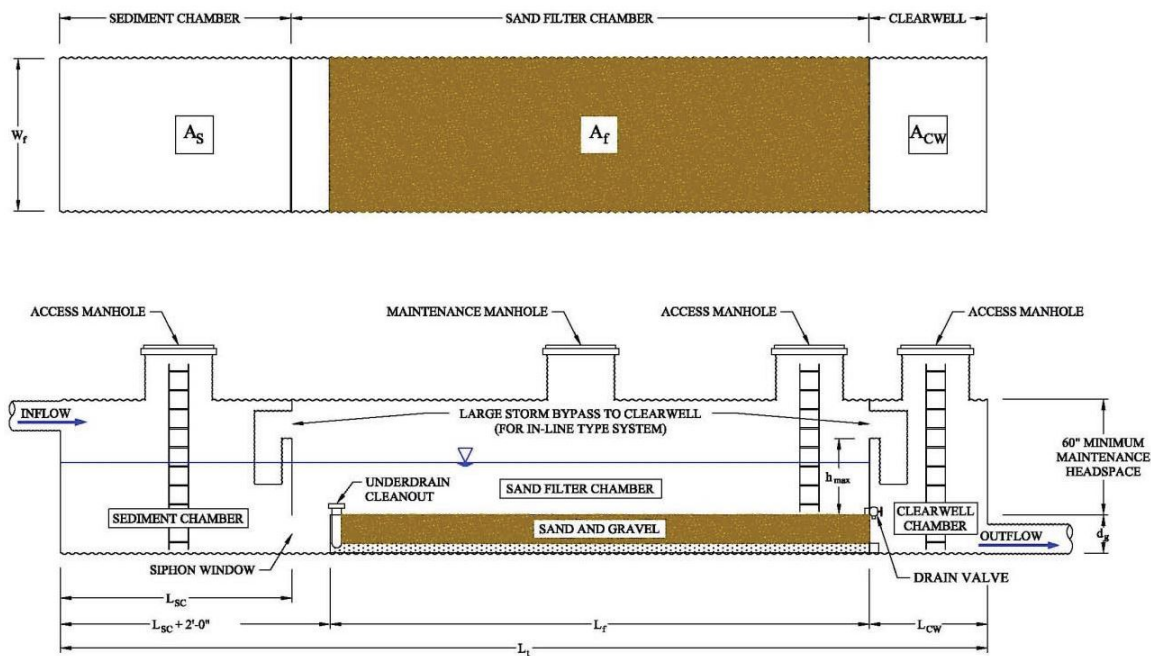 SEDIMENT CHAMBER
SAND FILTER CHAMBER
CLEARWELL
Wf
AS
Af
ACW
ACCESS MANHOLE
MAINTENANCE MANHOLE
ACCESS MANHOLE
ACCESS MANHOLE
INFLOW
LARGE STORM BYPASS TO CLEARWELL
(FOR IN-LINE TYPE SYSTEM)
60" MINIMUM
MAINTENANCE
HEADSPACE
hmax
UNDERDRAIN
CLEANOUT
SAND FILTER CHAMBER
SEDIMENT CHAMBER
SAND AND GRAVEL
CLEARWELL
CHAMBER
dg
OUTFLOW
SIPHON WINDOW
DRAIN VALVE
LSC
LSC + 2'-0"
Lf
LCW
Lt